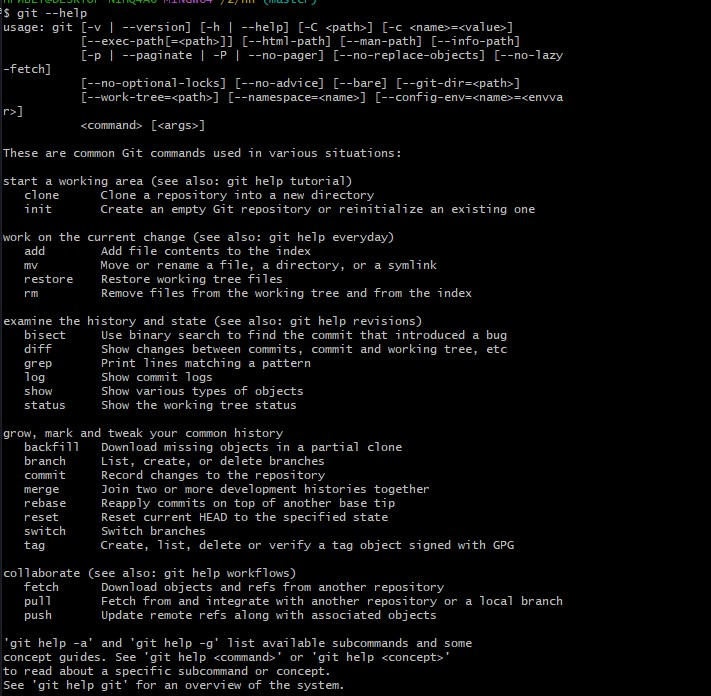 $ git --help
usage: git [-v | --version] [-h | --help] [-C <path>] [-c <name>=<value>]
           [--exec-path[=<path>]] [--html-path] [--man-path] [--info-path]
           [-p | --paginate | -P | --no-pager] [--no-replace-objects] [--no-lazy
-fetch]
           [--no-optional-locks] [--no-advice] [--bare] [--git-dir=<path>]
           [--work-tree=<path>] [--namespace=<name>] [--config-env=<name>=<envva
r>]
           <command> [<args>]

These are common Git commands used in various situations:

start a working area (see also: git help tutorial)
   clone      Clone a repository into a new directory
   init       Create an empty Git repository or reinitialize an existing one

work on the current change (see also: git help everyday)
   add        Add file contents to the index
   mv         Move or rename a file, a directory, or a symlink
   restore    Restore working tree files
   rm         Remove files from the working tree and from the index

examine the history and state (see also: git help revisions)
   bisect     Use binary search to find the commit that introduced a bug
   diff       Show changes between commits, commit and working tree, etc
   grep       Print lines matching a pattern
   log        Show commit logs
   show       Show various types of objects
   status     Show the working tree status

grow, mark and tweak your common history
   backfill   Download missing objects in a partial clone
   branch     List, create, or delete branches
   commit     Record changes to the repository
   merge      Join two or more development histories together
   rebase     Reapply commits on top of another base tip
   reset      Reset current HEAD to the specified state
   switch     Switch branches
   tag        Create, list, delete or verify a tag object signed with GPG

collaborate (see also: git help workflows)
   fetch      Download objects and refs from another repository
   pull       Fetch from and integrate with another repository or a local branch
   push       Update remote refs along with associated objects

'git help -a' and 'git help -g' list available subcommands and some
concept guides. See 'git help <command>' or 'git help <concept>'
to read about a specific subcommand or concept.
See 'git help git' for an overview of the system.